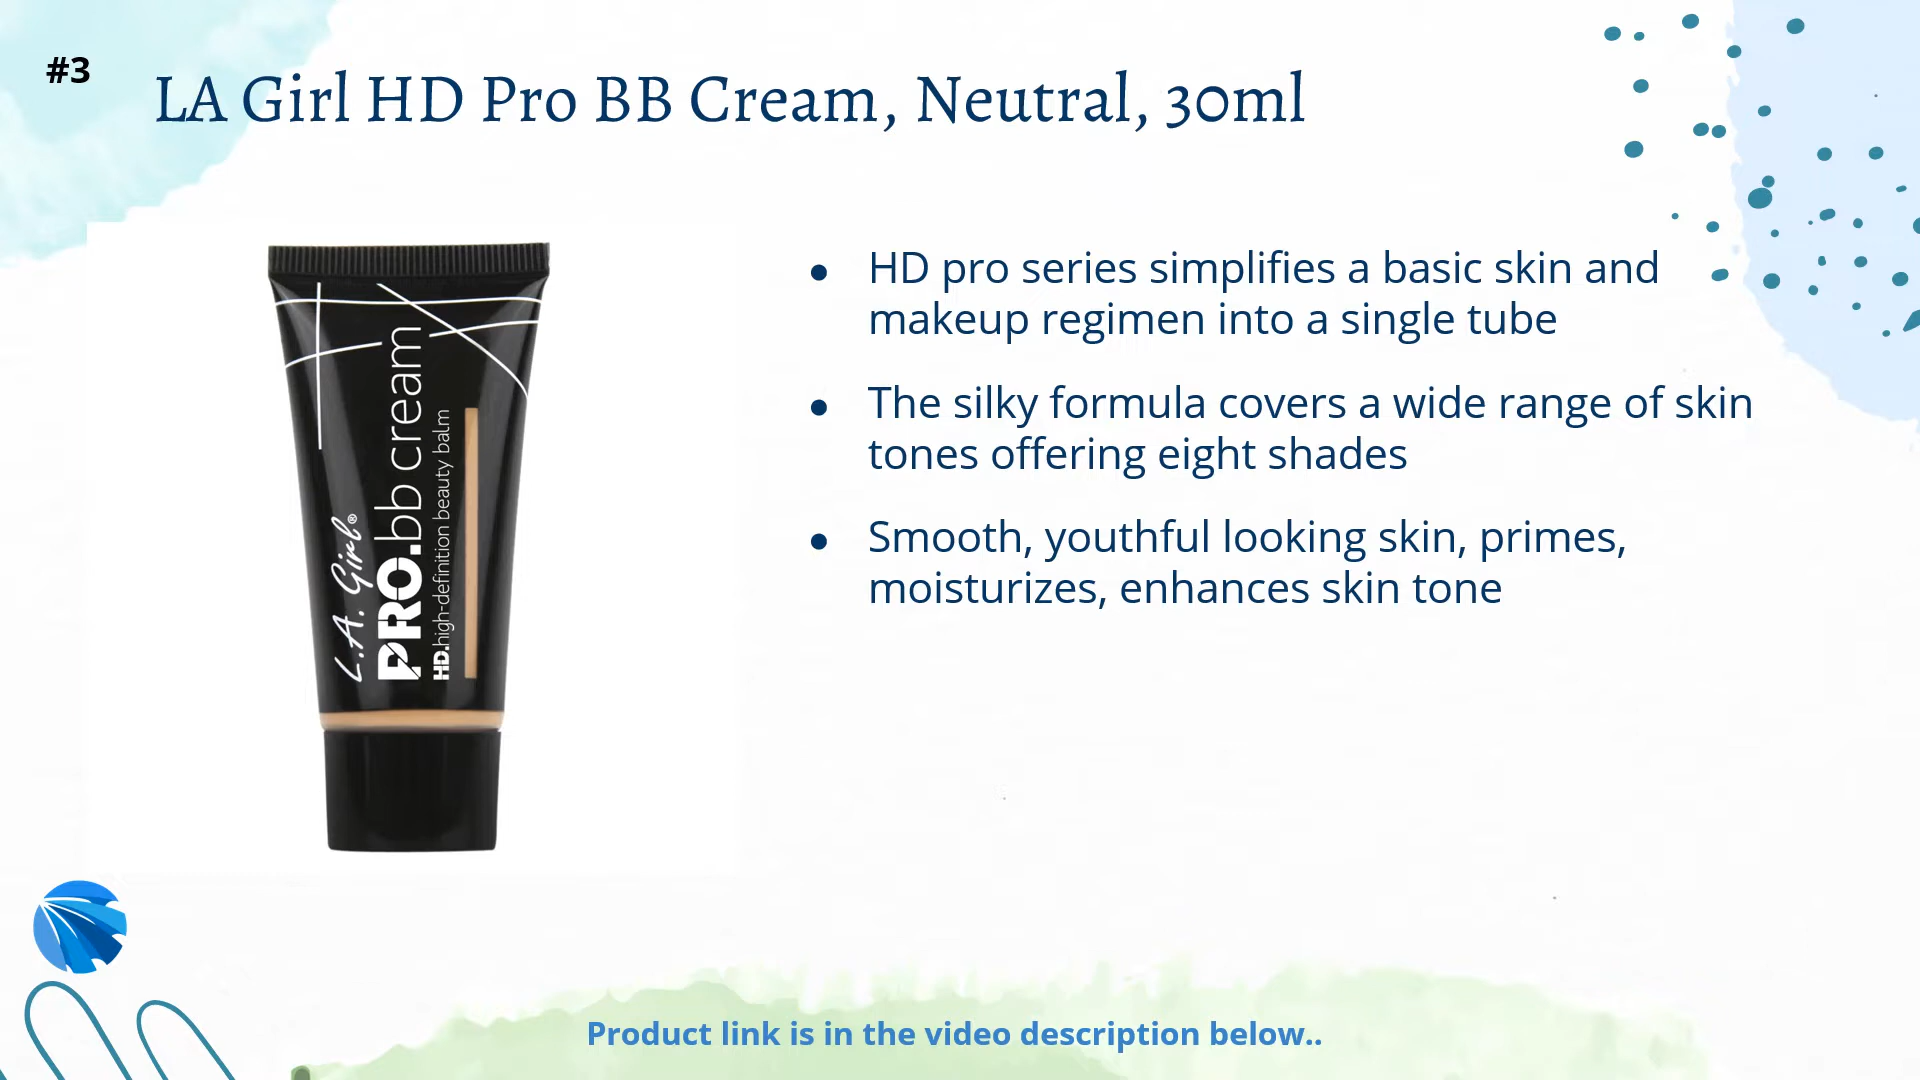 #3
LA Girl HD Pro BB Cream, Neutral, 30ml
● HD pro series simplifies a basic skin and
makeup regimen into a single tube
● The silky formula covers a wide range of skin
tones offering eight shades
● Smooth, youthful looking skin, primes,
moisturizes, enhances skin tone
L.A. Girl®
PRO.bb cream
HD.high-definition beauty balm
Product link is in the video description below..